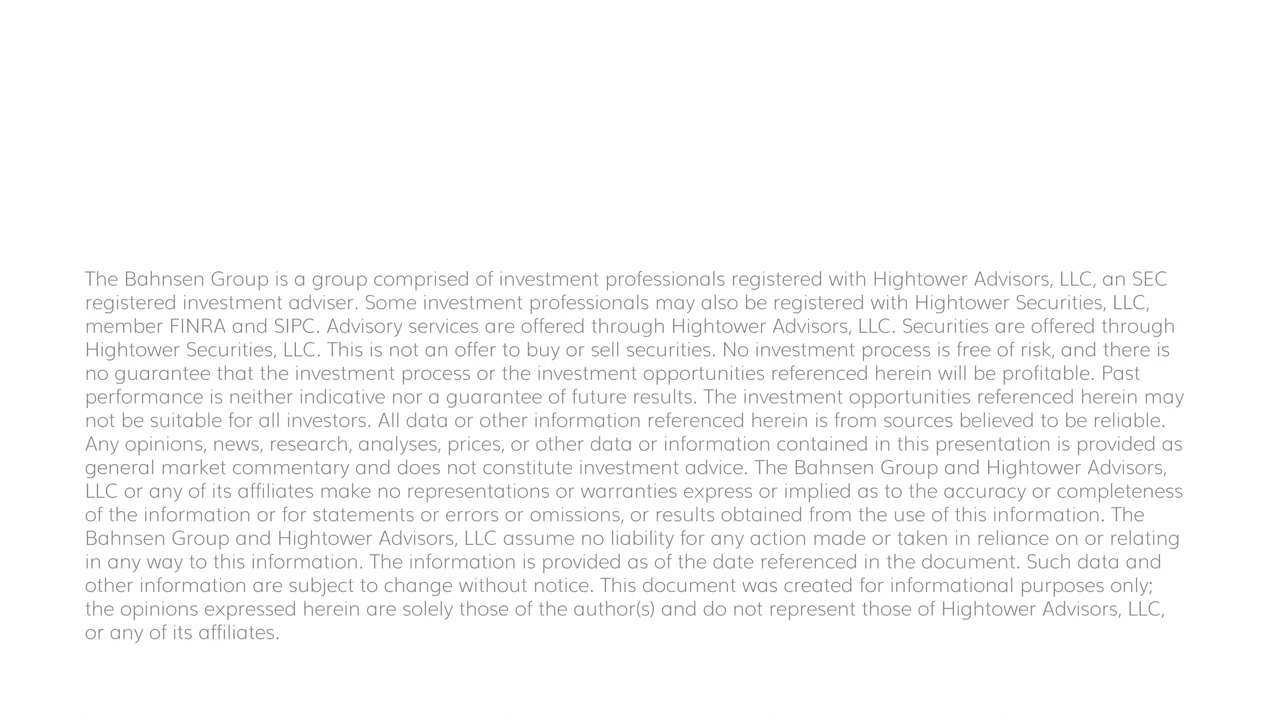 The Bahnsen Group is a group comprised of investment professionals registered with Hightower Advisors, LLC, an SEC
registered investment adviser. Some investment professionals may also be registered with Hightower Securities, LLC,
member FINRA and SIPC. Advisory services are offered through Hightower Advisors, LLC. Securities are offered through
Hightower Securities, LLC. This is not an offer to buy or sell securities. No investment process is free of risk, and there is
no guarantee that the investment process or the investment opportunities referenced herein will be profitable. Past
performance is neither indicative nor a guarantee of future results. The investment opportunities referenced herein may
not be suitable for all investors. All data or other information referenced herein is from sources believed to be reliable.
Any opinions, news, research, analyses, prices, or other data or information contained in this presentation is provided as
general market commentary and does not constitute investment advice. The Bahnsen Group and Hightower Advisors,
LLC or any of its affiliates make no representations or warranties express or implied as to the accuracy or completeness
of the information or for statements or errors or omissions, or results obtained from the use of this information. The
Bahnsen Group and Hightower Advisors, LLC assume no liability for any action made or taken in reliance on or relating
in any way to this information. The information is provided as of the date referenced in the document. Such data and
other information are subject to change without notice. This document was created for informational purposes only;
the opinions expressed herein are solely those of the author(s) and do not represent those of Hightower Advisors, LLC,
or any of its affiliates.